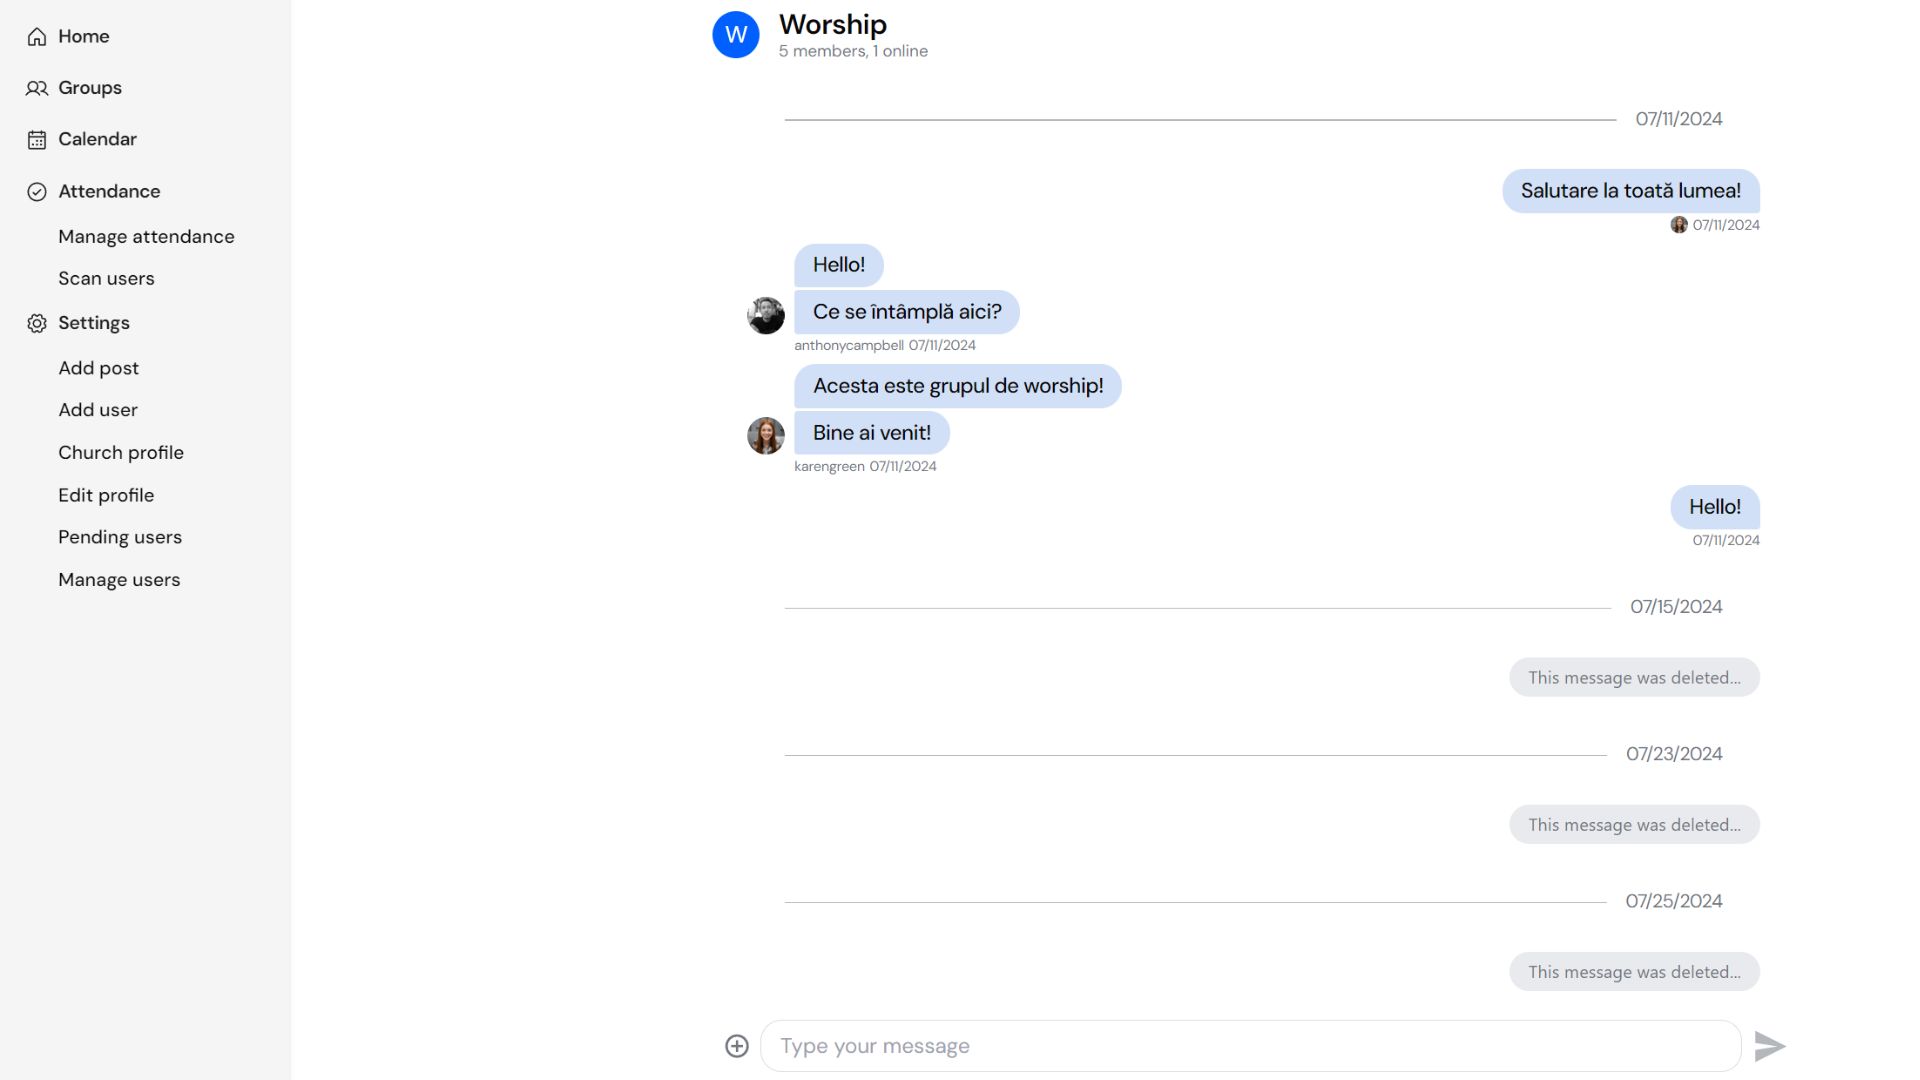 Home
Groups
Calendar
Attendance
Manage attendance
Scan users
Settings
Add post
Add user
Church profile
Edit profile
Pending users
Manage users
W
Worship
5 members, 1 online
07/11/2024
Salutare la toată lumea!
07/11/2024
Hello!
Ce se întâmplă aici?
anthonycampbell 07/11/2024
Acesta este grupul de worship!
Bine ai venit!
karengreen 07/11/2024
Hello!
07/11/2024
07/15/2024
This message was deleted...
07/23/2024
This message was deleted...
07/25/2024
This message was deleted...
Type your message